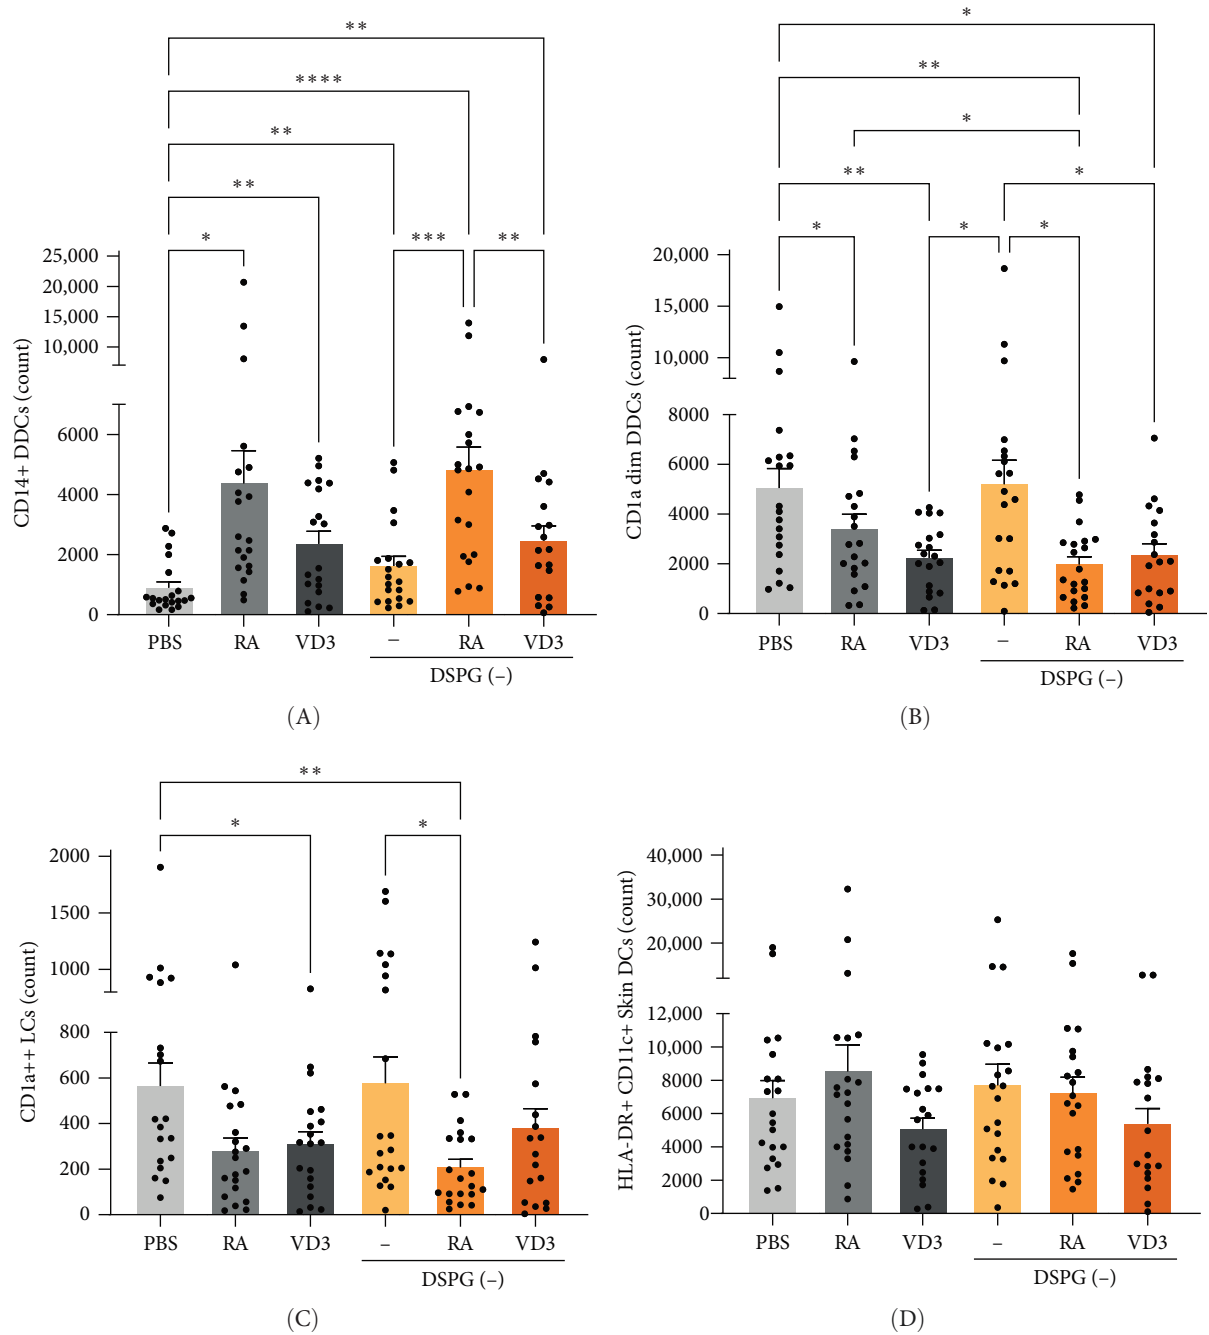 **
*
****
**
*
**
**
**
*
*
***
**
*
*
*
25,000
20,000
15,000
10,000
6000
4000
2000
0
CD14+ DDCs (count)
PBS
RA
VD3
–
RA
VD3
DSPG (–)
(A)
20,000
15,000
10,000
8000
6000
4000
2000
0
CD1a dim DDCs (count)
PBS
RA
VD3
–
RA
VD3
DSPG (–)
(B)
**
*
*
2000
1500
1000
800
600
400
200
0
CD1a++ LCs (count)
PBS
RA
VD3
–
RA
VD3
DSPG (–)
(C)
40,000
30,000
20,000
12,000
10,000
8000
6000
4000
2000
0
HLA-DR+ CD11c+ Skin DCs (count)
PBS
RA
VD3
–
RA
VD3
DSPG (–)
(D)